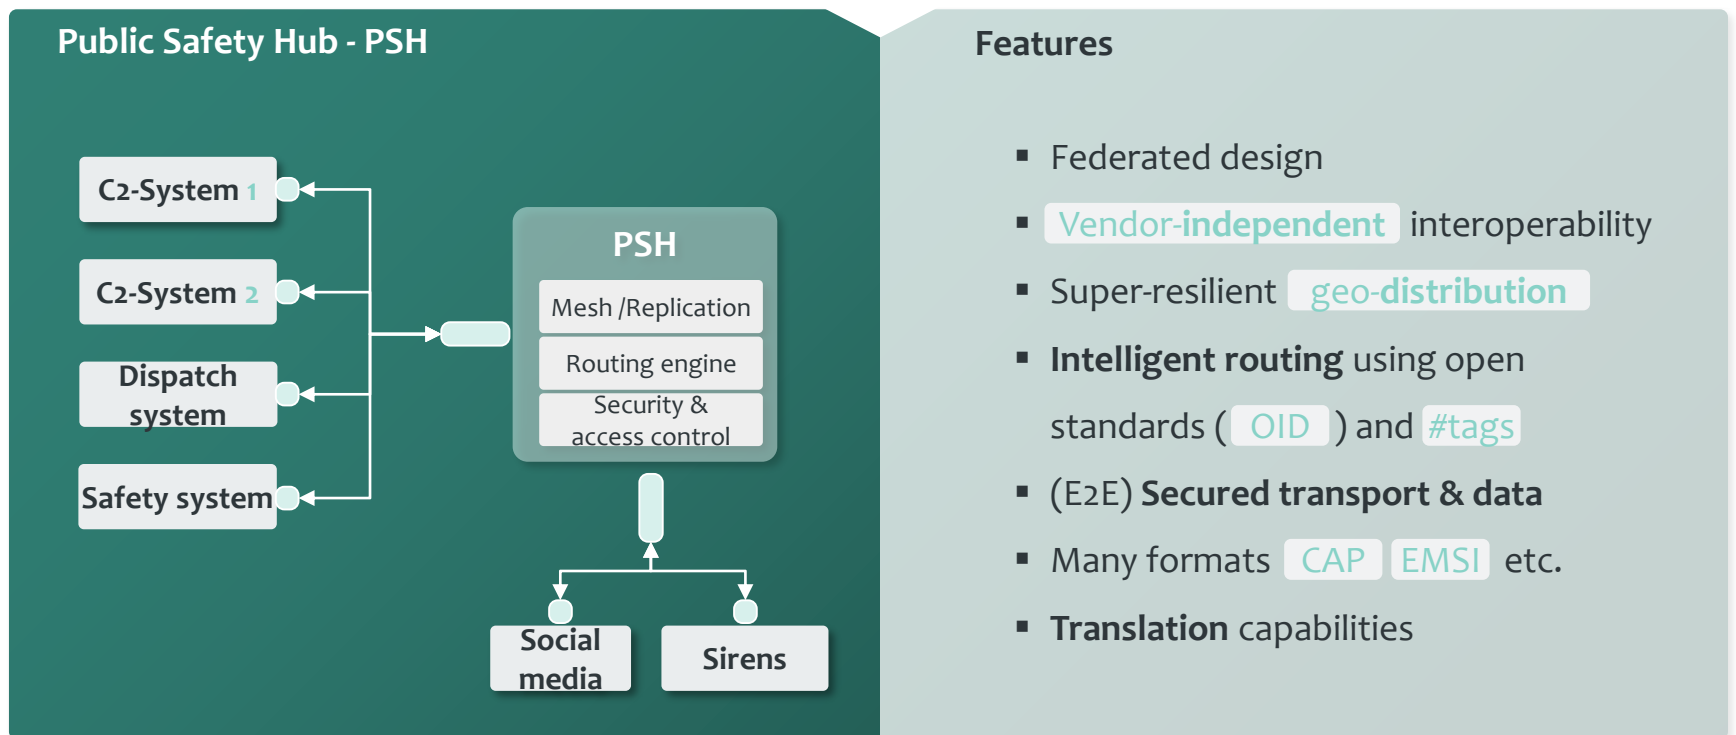 Public Safety Hub - PSH
C2-System 1
C2-System 2
Dispatch
system
Safety system
PSH
Mesh /Replication
Routing engine
Security &
access control
Social
media
Sirens
Features
▪ Federated design
▪ Vendor-independent interoperability
▪ Super-resilient geo-distribution
▪ Intelligent routing using open
standards ( OID ) and #tags
▪ (E2E) Secured transport & data
▪ Many formats CAP EMSI etc.
▪ Translation capabilities